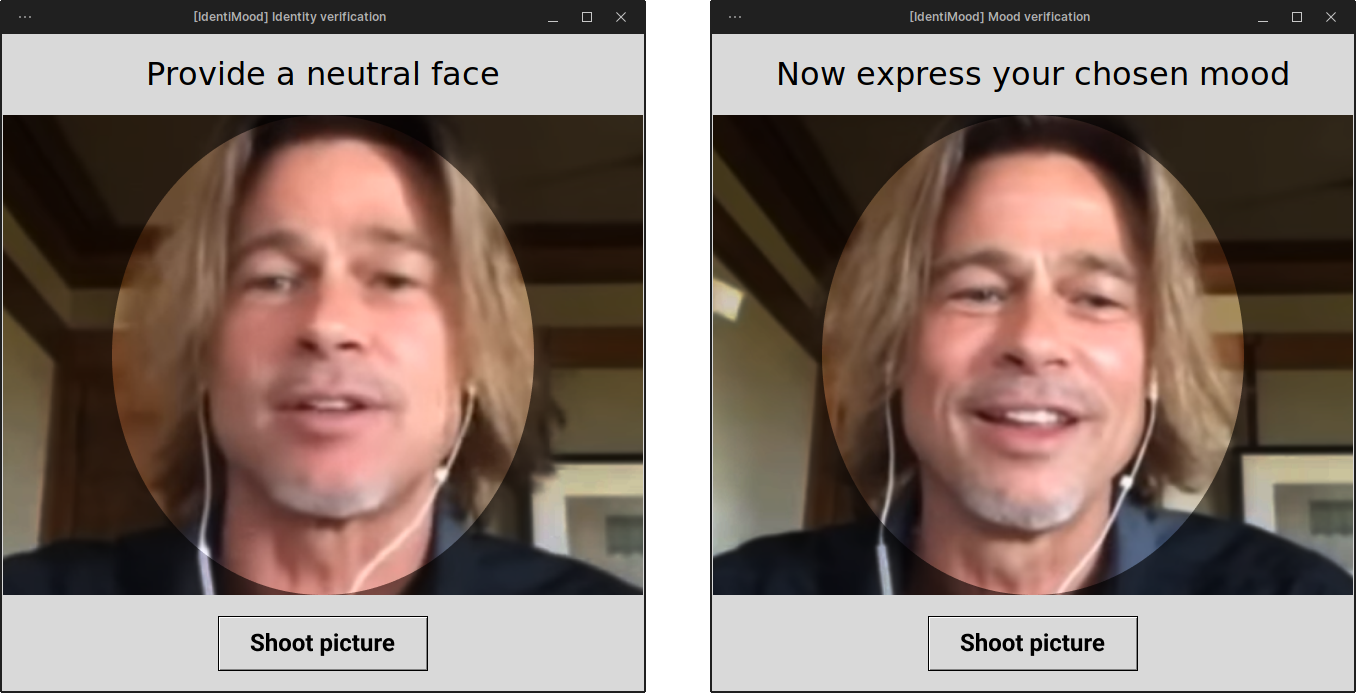 [IdentiMood] Identity verification
Provide a neutral face
Shoot picture
[IdentiMood] Mood verification
Now express your chosen mood
Shoot picture